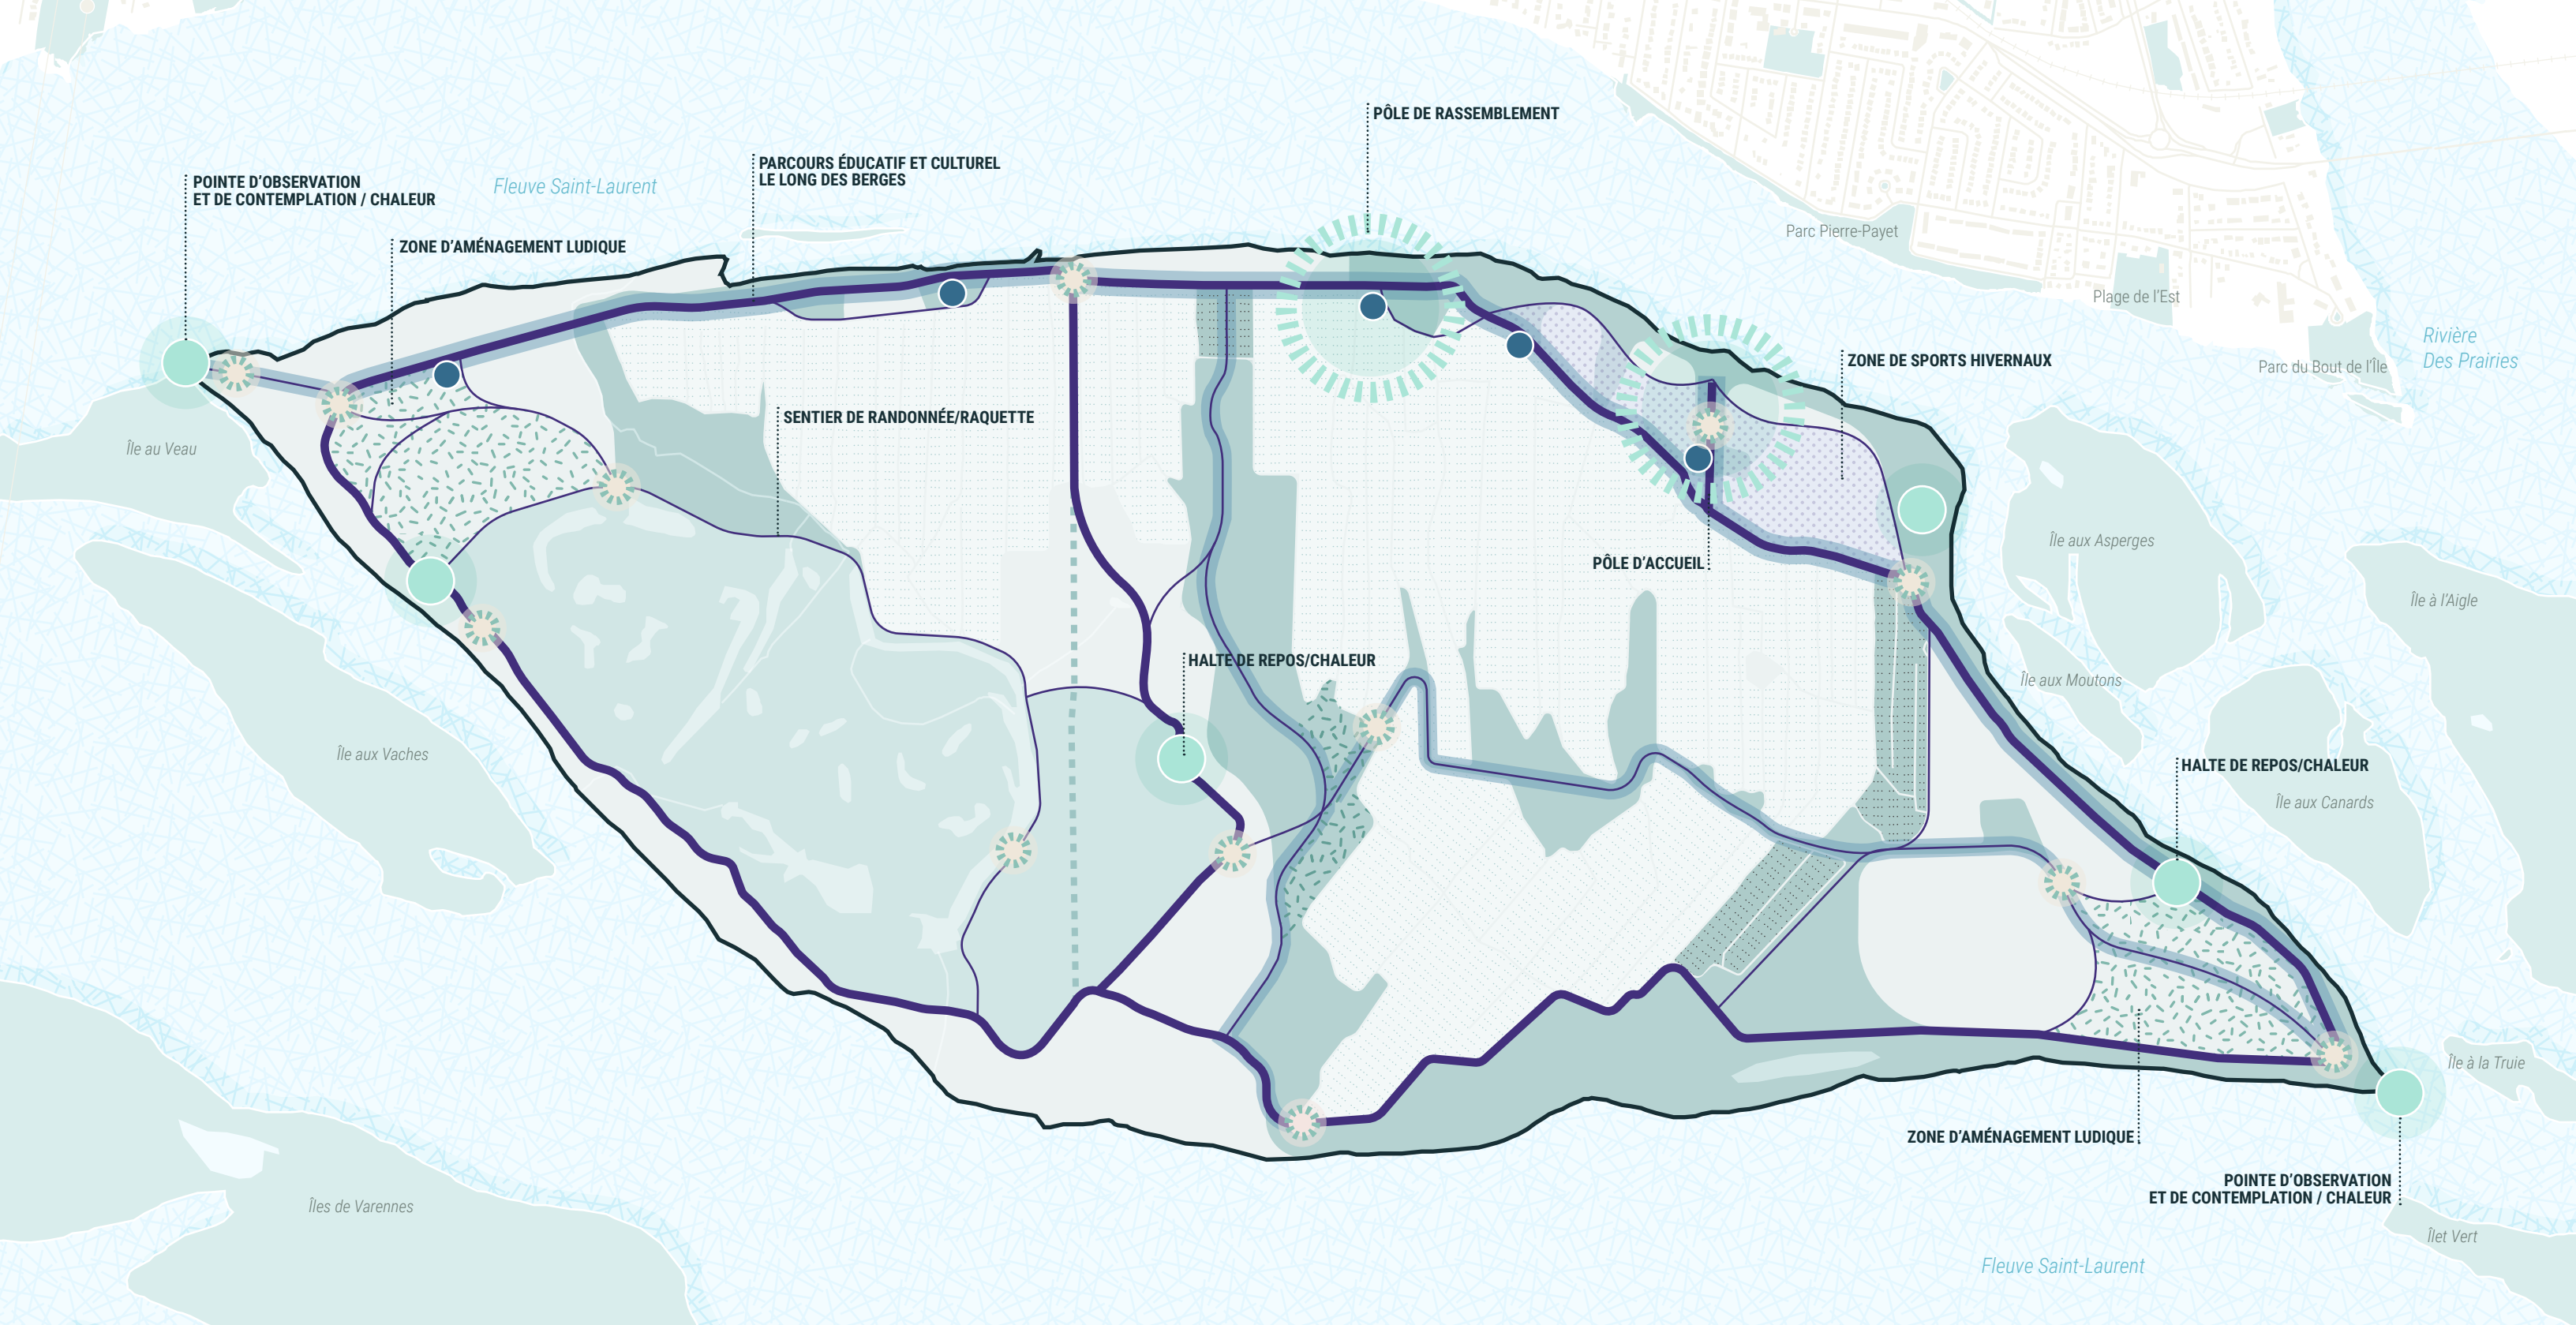 PÔLE DE RASSEMBLEMENT
PARCOURS ÉDUCATIF ET CULTUREL
LE LONG DES BERGES
POINTE D'OBSERVATION
ET DE CONTEMPLATION / CHALEUR
Fleuve Saint-Laurent
ZONE D'AMÉNAGEMENT LUDIQUE
Parc Pierre-Payet
Plage de l'Est
Rivière
Des Prairies
Parc du Bout de l'Île
ZONE DE SPORTS HIVERNAUX
SENTIER DE RANDONNÉE/RAQUETTE
Île au Veau
Île aux Asperges
PÔLE D'ACCUEIL
Île à l'Aigle
HALTE DE REPOS/CHALEUR
Île aux Moutons
Île aux Vaches
HALTE DE REPOS/CHALEUR
Île aux Canards
Île à la Truie
ZONE D'AMÉNAGEMENT LUDIQUE
POINTE D'OBSERVATION
ET DE CONTEMPLATION / CHALEUR
Îles de Varennes
Îlet Vert
Fleuve Saint-Laurent